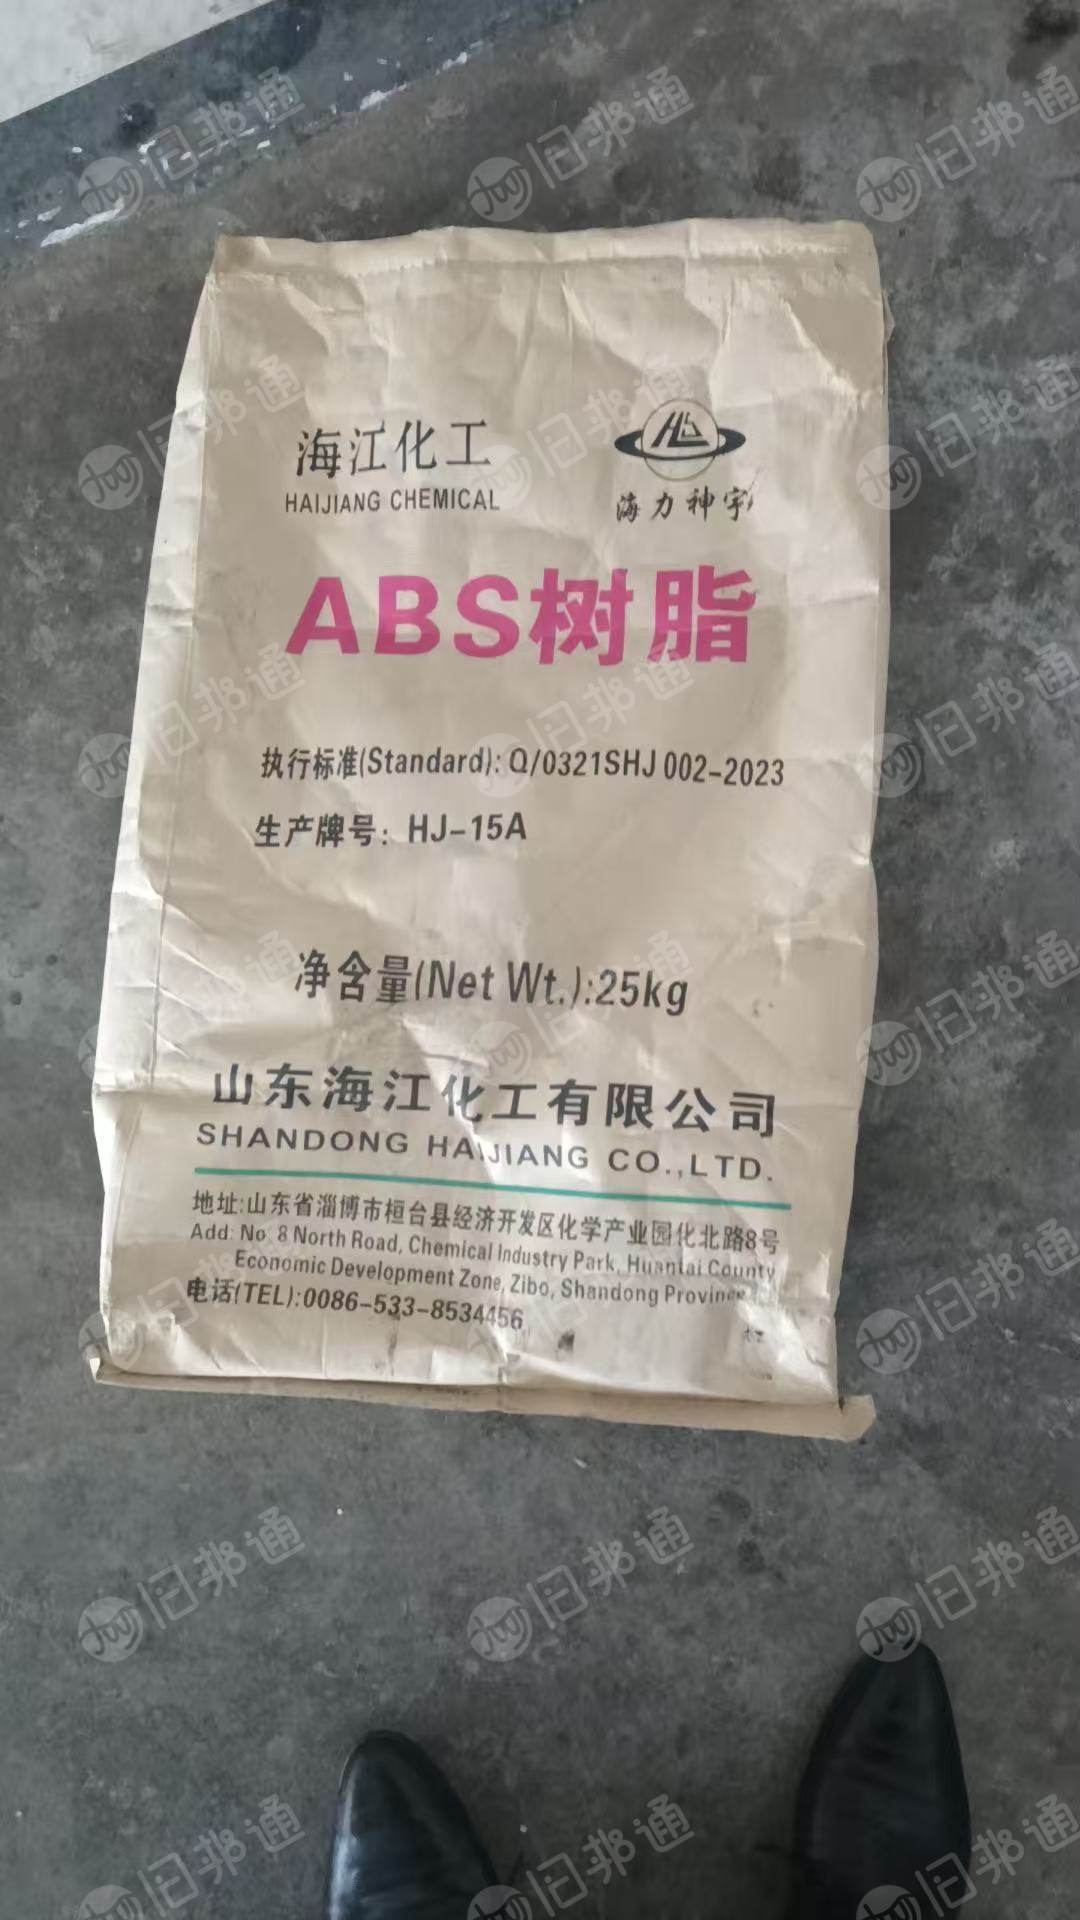 海江化工
HAIJIANG CHEMICAL
HL
海力神宇
ABS树脂
执行标准(Standard): Q/0321SHJ 002-2023
生产牌号: HJ-15A
净含量(Net Wt.):25kg
山东海江化工有限公司
SHANDONG HAIJIANG CO.,LTD.
地址:山东省淄博市桓台县经济开发区化学产业园化北路8号
Add: No. 8 North Road, Chemical Industry Park, Huantai County
Economic Development Zone, Zibo, Shandong Province
电话(TEL):0086-533-8534456
旧邦通